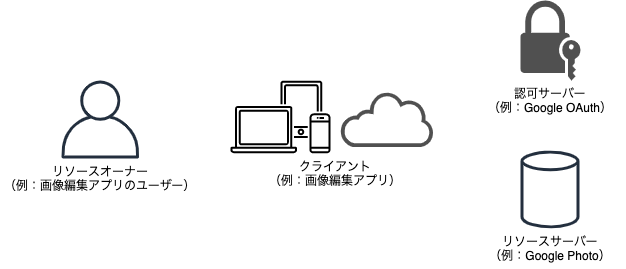 認可サーバー
（例：Google OAuth）
リソースオーナー
（例：画像編集アプリのユーザー）
クライアント
（例：画像編集アプリ）
リソースサーバー
（例：Google Photo）